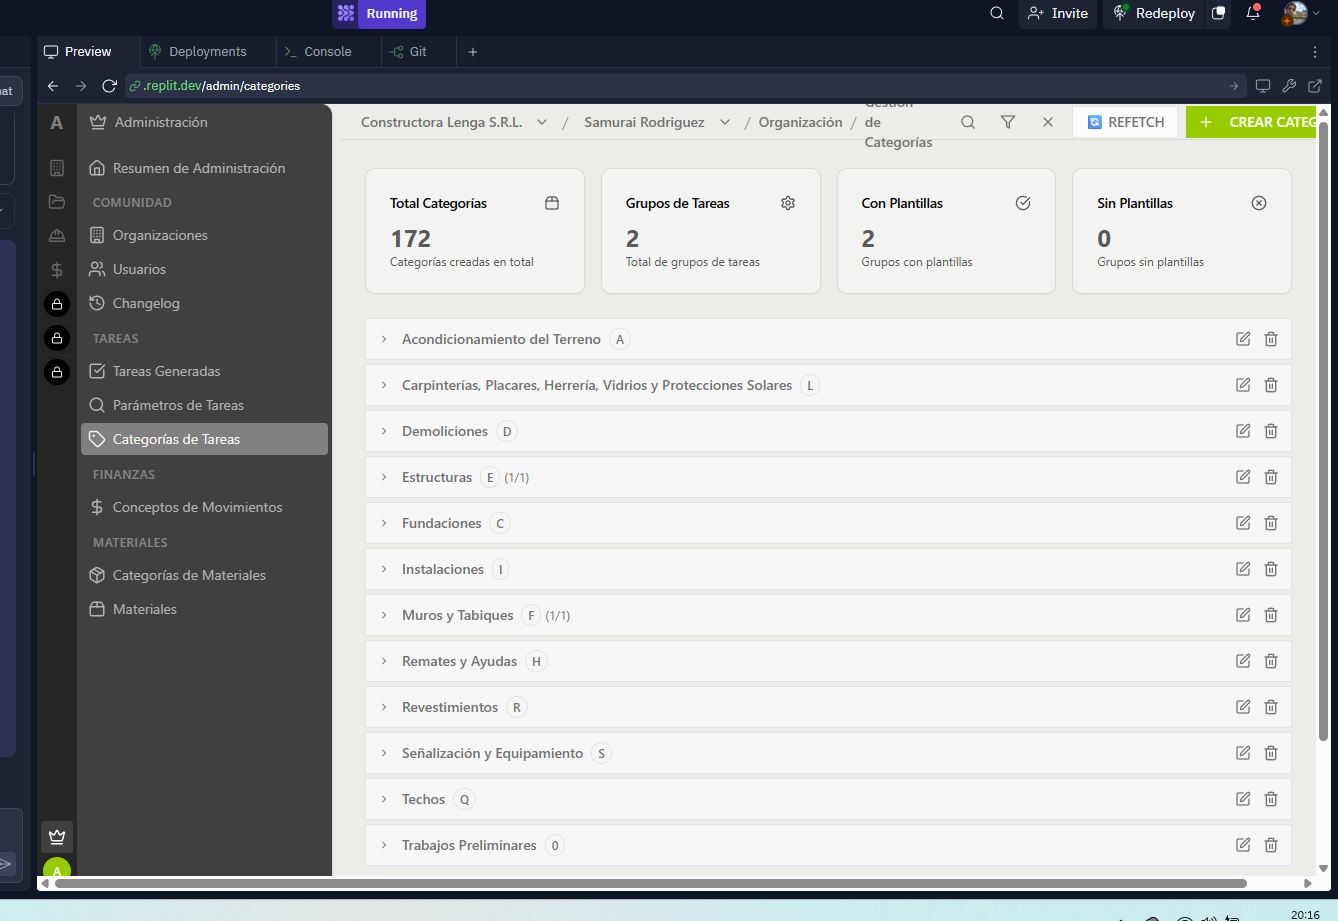 Running
Invite
Redeploy
Preview
Deployments
Console
Git
.replit.dev/admin/categories
A
Administración
Resumen de Administración
COMUNIDAD
Organizaciones
Usuarios
Changelog
TAREAS
Tareas Generadas
Parámetros de Tareas
Categorías de Tareas
FINANZAS
Conceptos de Movimientos
MATERIALES
Categorías de Materiales
Materiales
A
Constructora Lenga S.R.L. / Samurai Rodriguez / Organización / Gestión de Categorías
REFETCH
+ CREAR CATEG
Total Categorías
172
Categorías creadas en total
Grupos de Tareas
2
Total de grupos de tareas
Con Plantillas
2
Grupos con plantillas
Sin Plantillas
0
Grupos sin plantillas
Acondicionamiento del Terreno A
Carpinterías, Placares, Herrería, Vidrios y Protecciones Solares L
Demoliciones D
Estructuras E (1/1)
Fundaciones C
Instalaciones I
Muros y Tabiques F (1/1)
Remates y Ayudas H
Revestimientos R
Señalización y Equipamiento S
Techos Q
Trabajos Preliminares 0
20:16